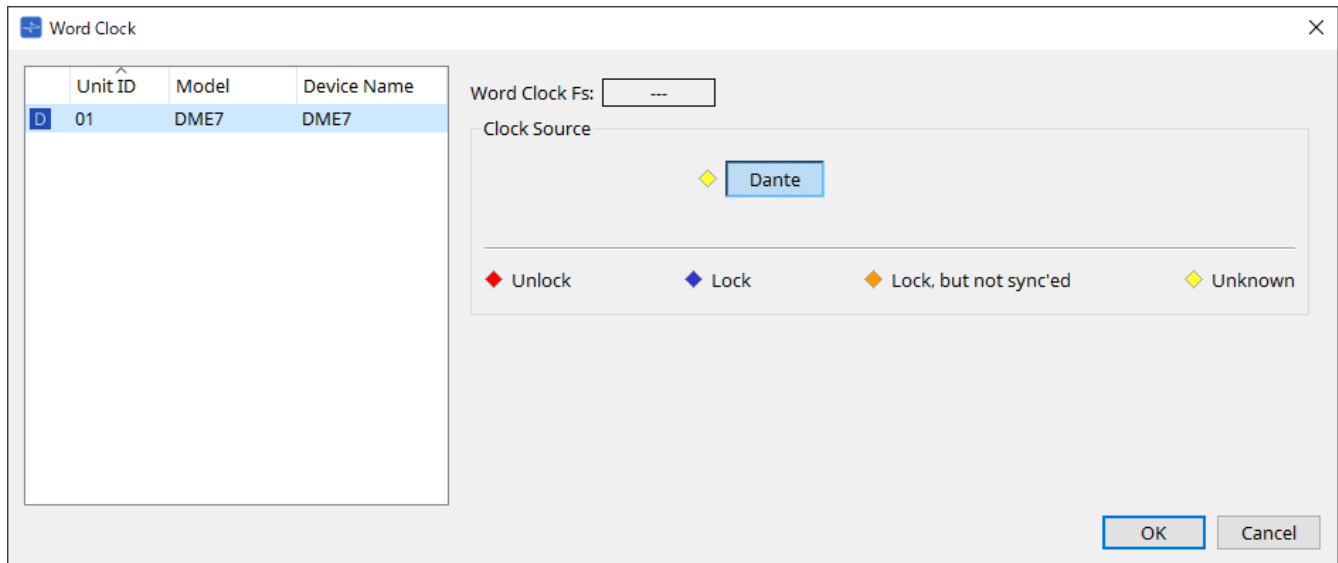 Word Clock
Unit ID Model Device Name
D 01 DME7 DME7
Word Clock Fs: ---
Clock Source
Dante
Unlock Lock Lock, but not sync'ed Unknown
OK Cancel